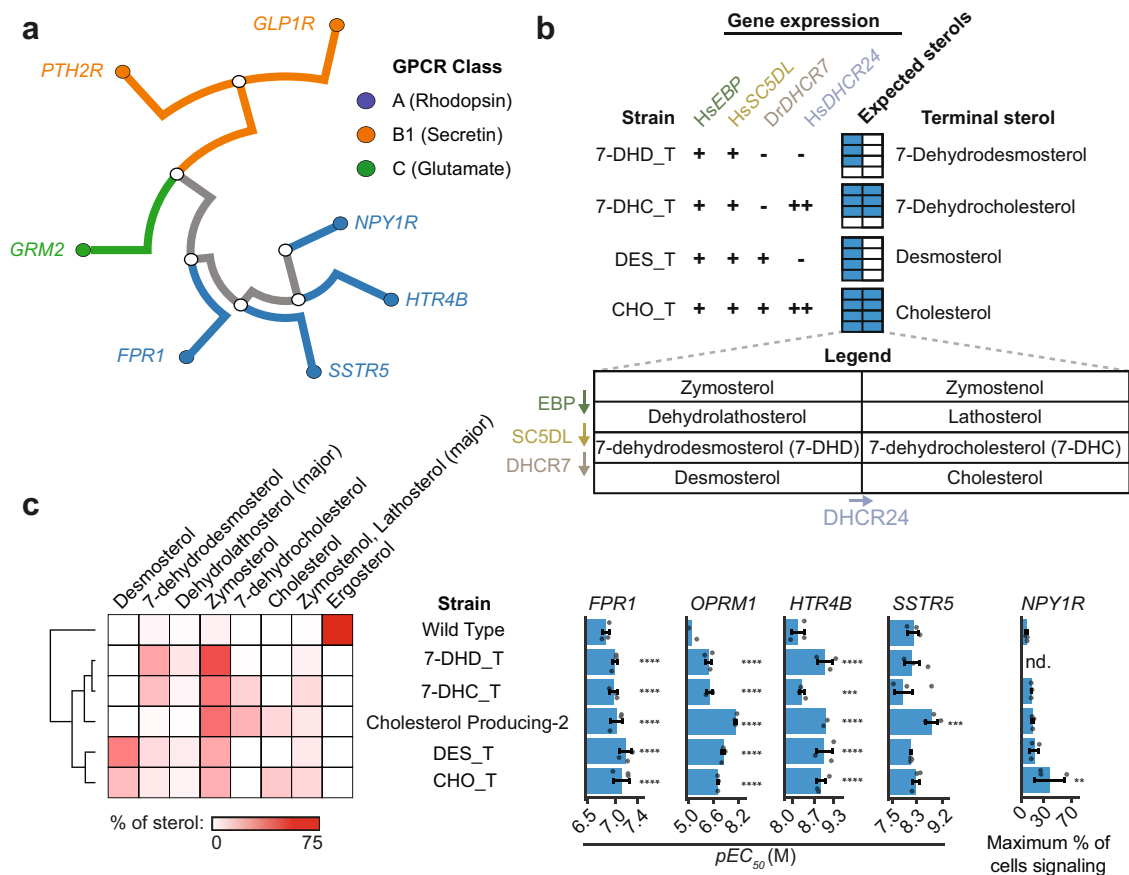 a
GLP1R
PTH2R
GPCR Class
A (Rhodopsin)
B1 (Secretin)
C (Glutamate)
GRM2
NPY1R
HTR4B
FPR1
SSTR5
b
Gene expression
Strain
HsEBP
HsSC5DL
DrDHCR7
HsDHCR24
Expected sterols
Terminal sterol
7-DHD_T + + - - 7-Dehydrodesmosterol
7-DHC_T + + - ++ 7-Dehydrocholesterol
DES_T + + + - Desmosterol
CHO_T + + + ++ Cholesterol
Legend
Zymosterol Zymostenol
EBP
Dehydrolathosterol Lathosterol
SC5DL
7-dehydrodesmosterol (7-DHD) 7-dehydrocholesterol (7-DHC)
DHCR7
Desmosterol Cholesterol
DHCR24
c
Desmosterol
7-dehydrodesmosterol
Dehydrolathosterol (major)
Zymosterol
7-dehydrocholesterol
Cholesterol
Zymostenol, Lathosterol (major)
Ergosterol
Strain
Wild Type
7-DHD_T
7-DHC_T
Cholesterol Producing-2
DES_T
CHO_T
% of sterol:
0 75
FPR1
****
****
****
****
****
6.5 7.0 7.4
OPRM1
****
****
****
****
****
5.0 6.6 8.2
HTR4B
****
***
****
****
****
8.0 8.7 9.3
SSTR5
***
7.5 8.3 9.2
pEC50 (M)
NPY1R
nd.
**
0 30 70
Maximum % of
cells signaling